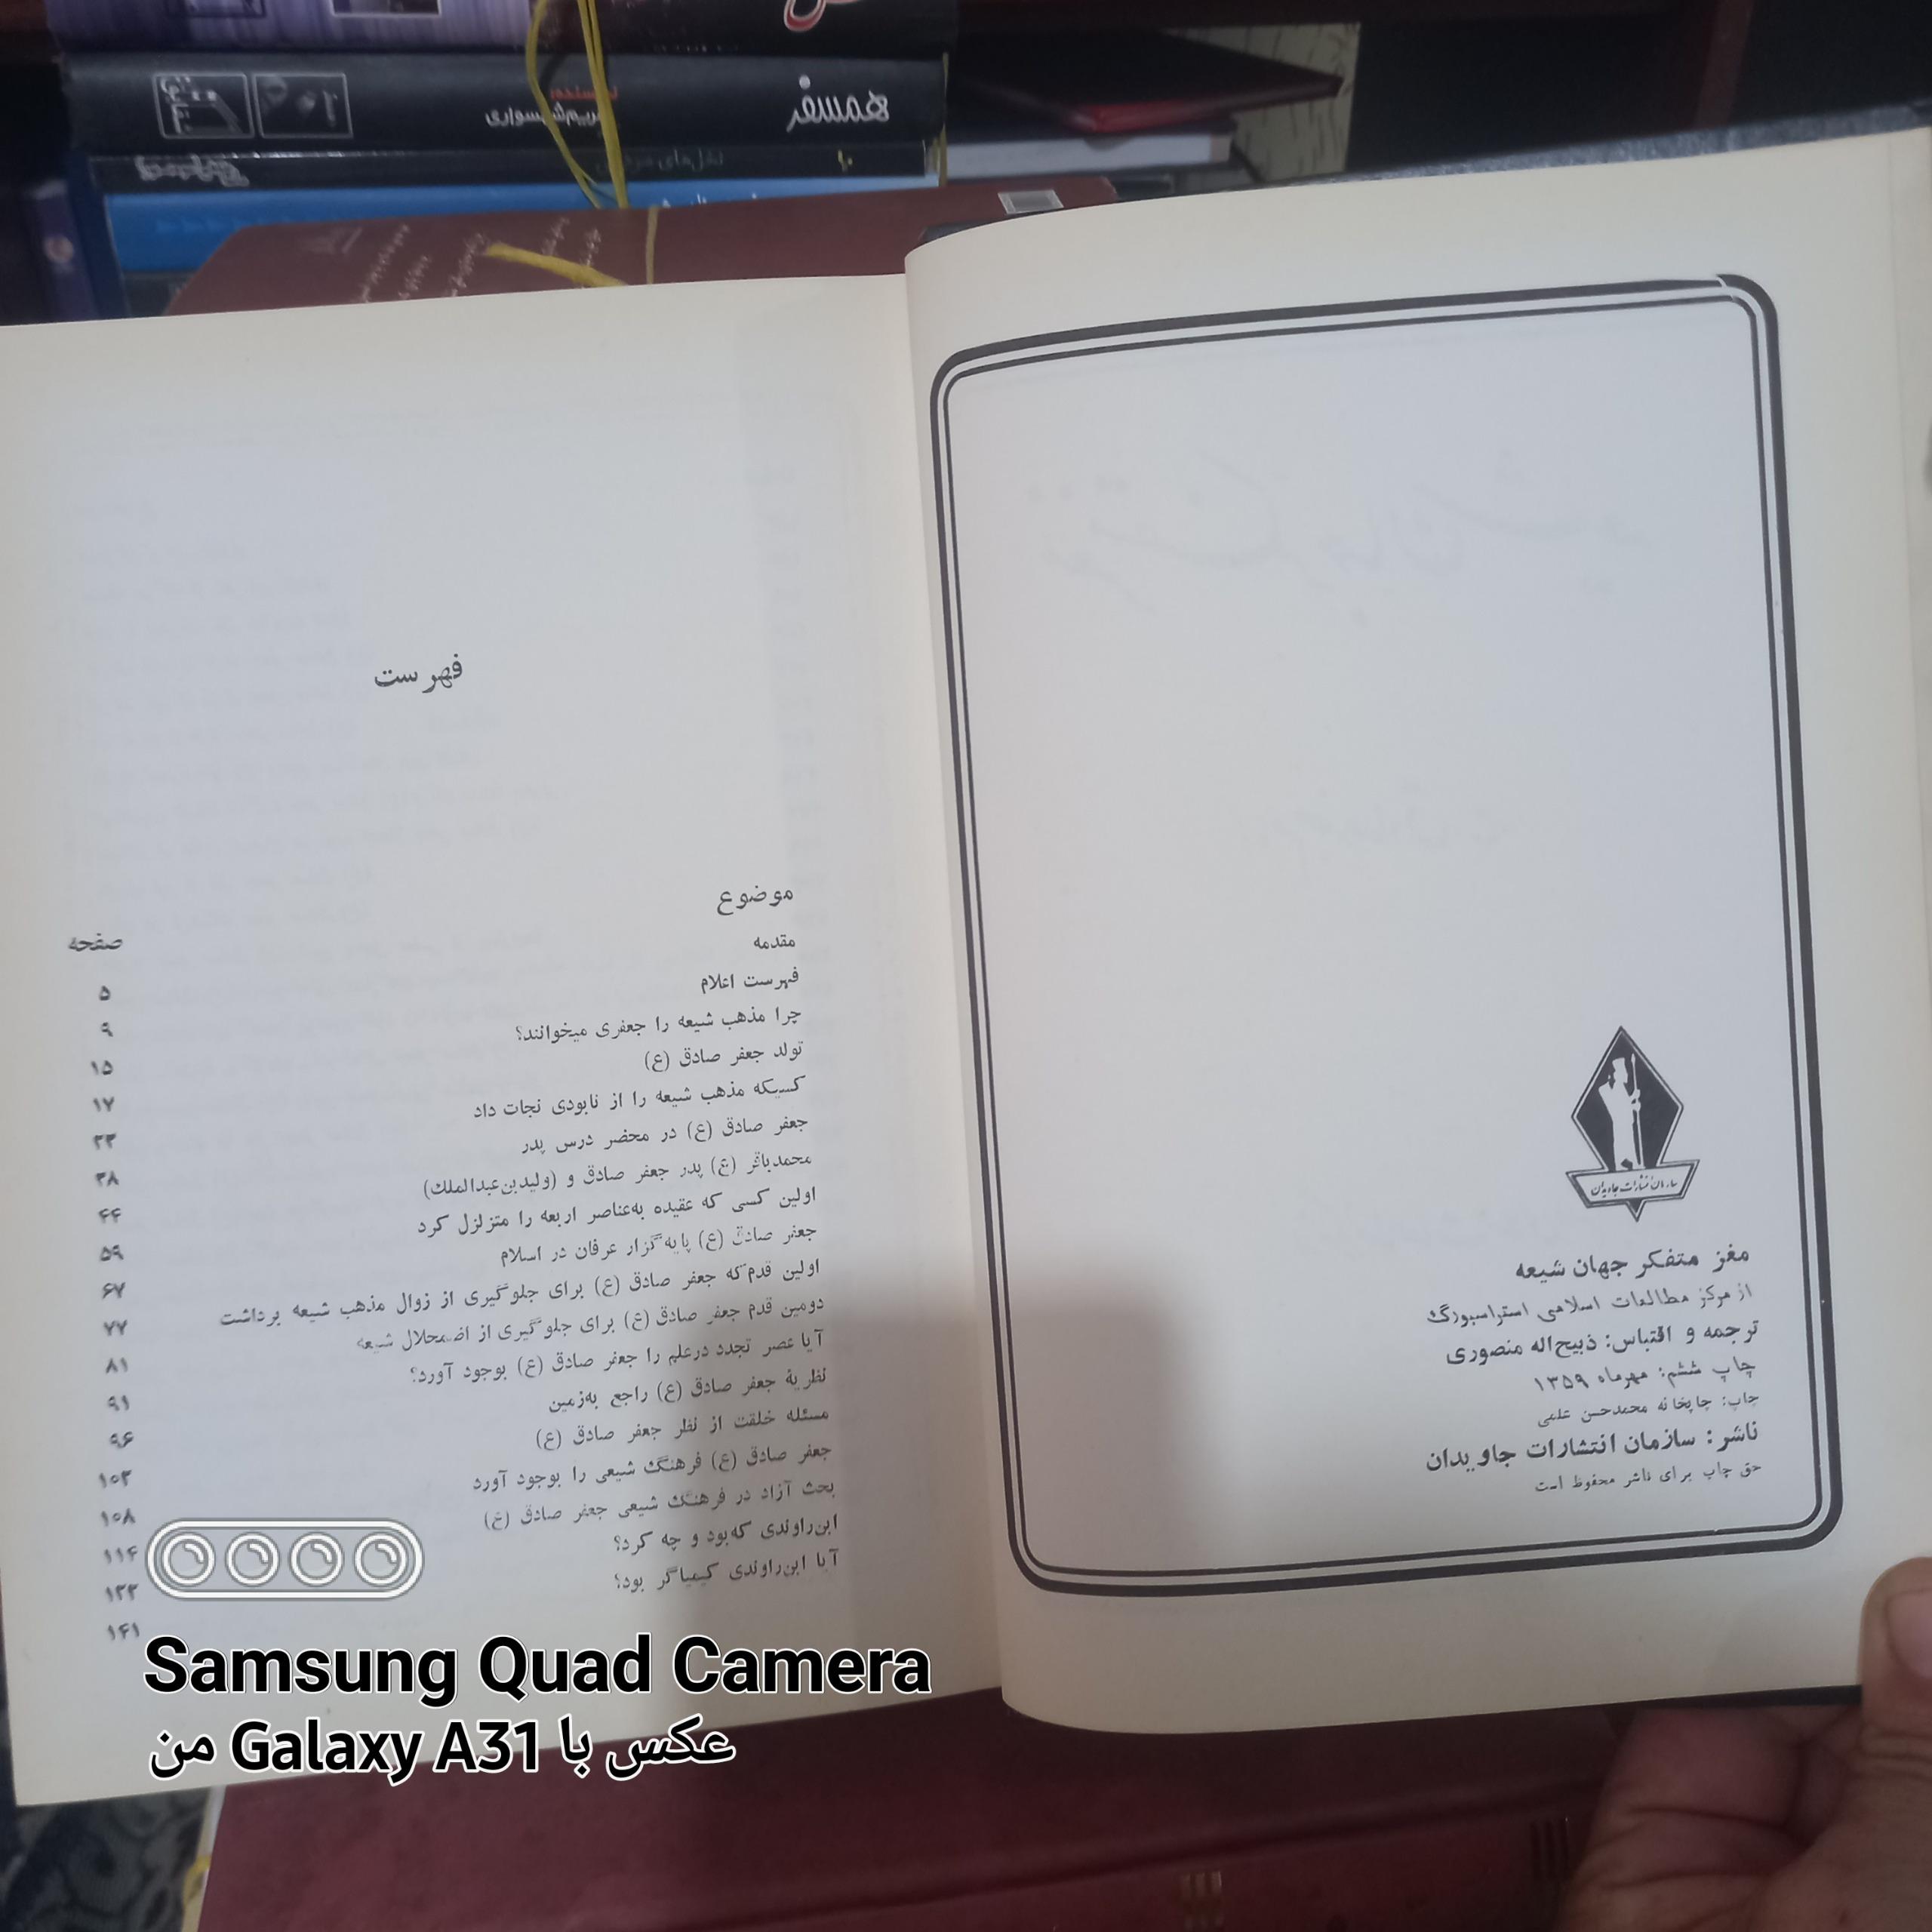 همسفر
نویسنده:
مریم شهسواری
مغز متفکر جهان شیعه
از مرکز مطالعات اسلامی استراسبورگ
ترجمه و اقتباس: ذبیح‌اله منصوری
چاپ ششم: مهرماه ۱۳۵۹
چاپ: چاپخانه محمدحسن علمی
ناشر: سازمان انتشارات جاویدان
حق چاپ برای ناشر محفوظ است
سازمان انتشارات جاویدان
فهرست
موضوع صفحه
مقدمه ۵
فهرست اعلام ۹
چرا مذهب شیعه را جعفری میخوانند؟ ۱۵
تولد جعفر صادق (ع) ۱۷
کسیکه مذهب شیعه را از نابودی نجات داد ۲۳
جعفر صادق (ع) در محضر درس پدر ۳۸
محمدباقر (ع) پدر جعفر صادق و (ولیدبن‌عبدالملک) ۴۴
اولین کسی که عقیده به‌عناصر اربعه را متزلزل کرد ۵۹
جعفر صادق (ع) پایه‌گزار عرفان در اسلام ۶۷
اولین قدم‌که جعفر صادق (ع) برای جلوگیری از زوال مذهب شیعه برداشت ۷۷
دومین قدم جعفر صادق (ع) برای جلوگیری از اضمحلال شیعه ۸۱
آیا عصر تجدد درعلم را جعفر صادق (ع) بوجود آورد؟ ۹۱
نظریهٔ جعفر صادق (ع) راجع به‌زمین ۹۶
مسئله خلقت از نظر جعفر صادق (ع) ۱۰۳
جعفر صادق (ع) فرهنگ شیعی را بوجود آورد ۱۰۸
بحث آزاد در فرهنگ شیعی جعفر صادق (ع) ۱۱۴
ابن‌راوندی که‌بود و چه کرد؟ ۱۳۳
آیا ابن‌راوندی کیمیاگر بود؟ ۱۴۱
Samsung Quad Camera
عکس با Galaxy A31 من